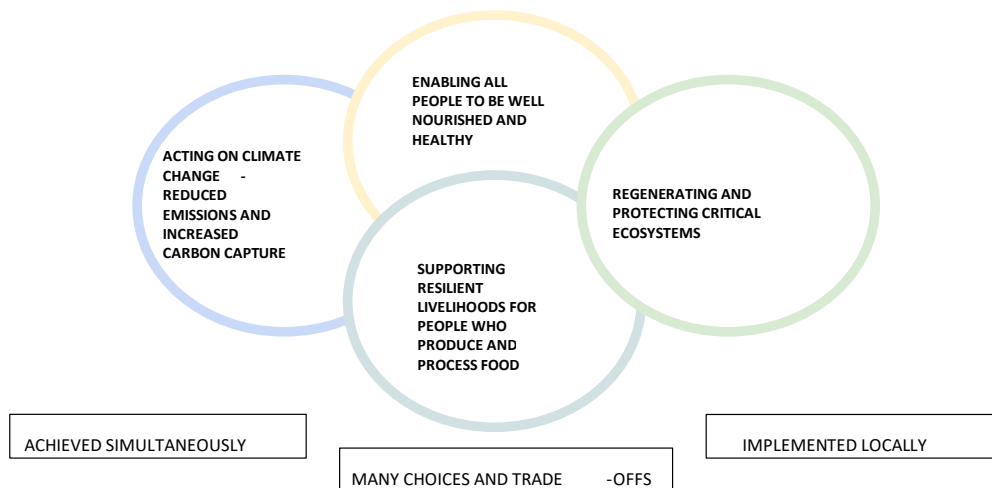 ENABLING ALL
PEOPLE TO BE WELL
NOURISHED AND
HEALTHY
ACTING ON CLIMATE
CHANGE -
REDUCED
EMISSIONS AND
INCREASED
CARBON CAPTURE
REGENERATING AND
PROTECTING CRITICAL
ECOSYSTEMS
SUPPORTING
RESILIENT
LIVELIHOODS FOR
PEOPLE WHO
PRODUCE AND
PROCESS FOOD
ACHIEVED SIMULTANEOUSLY
IMPLEMENTED LOCALLY
MANY CHOICES AND TRADE -OFFS